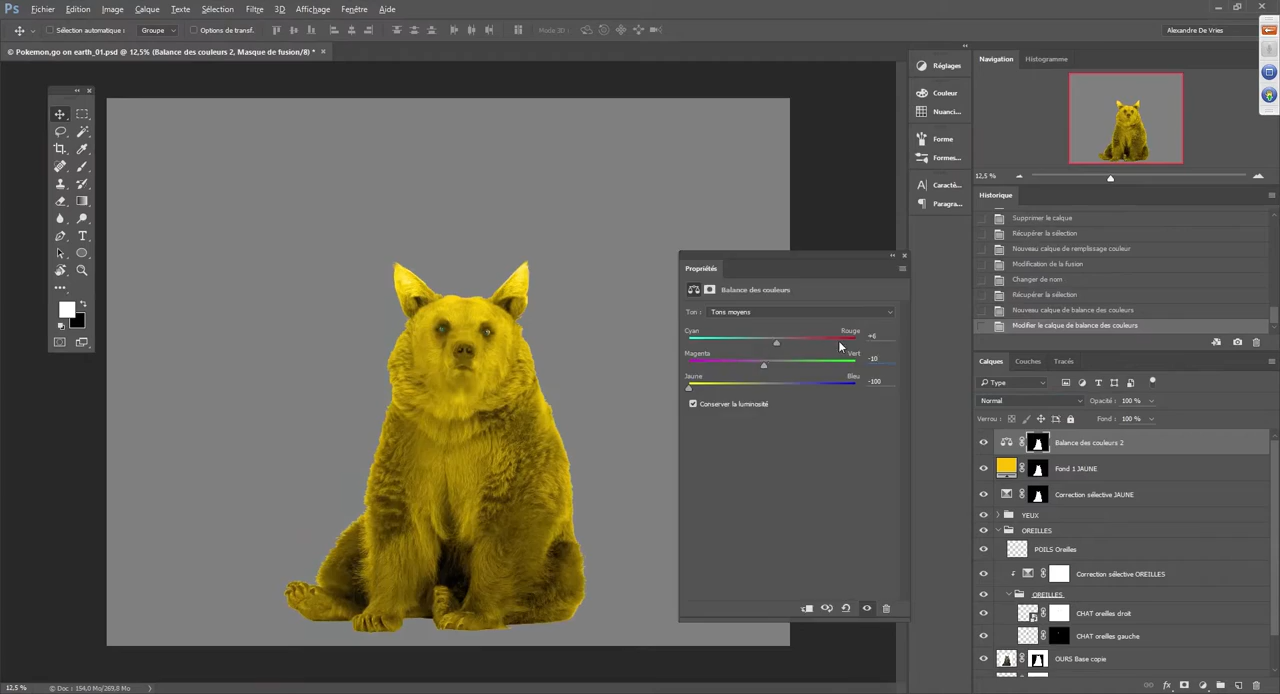 Ps Fichier Edition Image Calque Texte Sélection Filtre 3D Affichage Fenêtre Aide
Sélection automatique : Groupe Options de transf. Mode 3D : Alexandre De Vries
© Pokemon.go on earth_01.psd @ 12,5% (Balance des couleurs 2, Masque de fusion/8) * ×
Réglages
Couleur
Nuanci...
Forme
Formes...
Caracté...
Paragra...
Navigation Histogramme
12,5 %
Historique
Supprimer le calque
Récupérer la sélection
Nouveau calque de remplissage couleur
Modification de la fusion
Changer de nom
Récupérer la sélection
Nouveau calque de balance des couleurs
Modifier le calque de balance des couleurs
Propriétés
Balance des couleurs
Ton : Tons moyens
Cyan Rouge +6
Magenta Vert -10
Jaune Bleu -100
Conserver la luminosité
Calques Couches Tracés
Type
Normal Opacité : 100 %
Verrou : Fond : 100 %
Balance des couleurs 2
Fond 1 JAUNE
Correction sélective JAUNE
YEUX
OREILLES
POILS Oreilles
Correction sélective OREILLES
OREILLES
CHAT oreilles droit
CHAT oreilles gauche
OURS Base copie
12,5 % Doc : 154,0 Mo/269,8 Mo